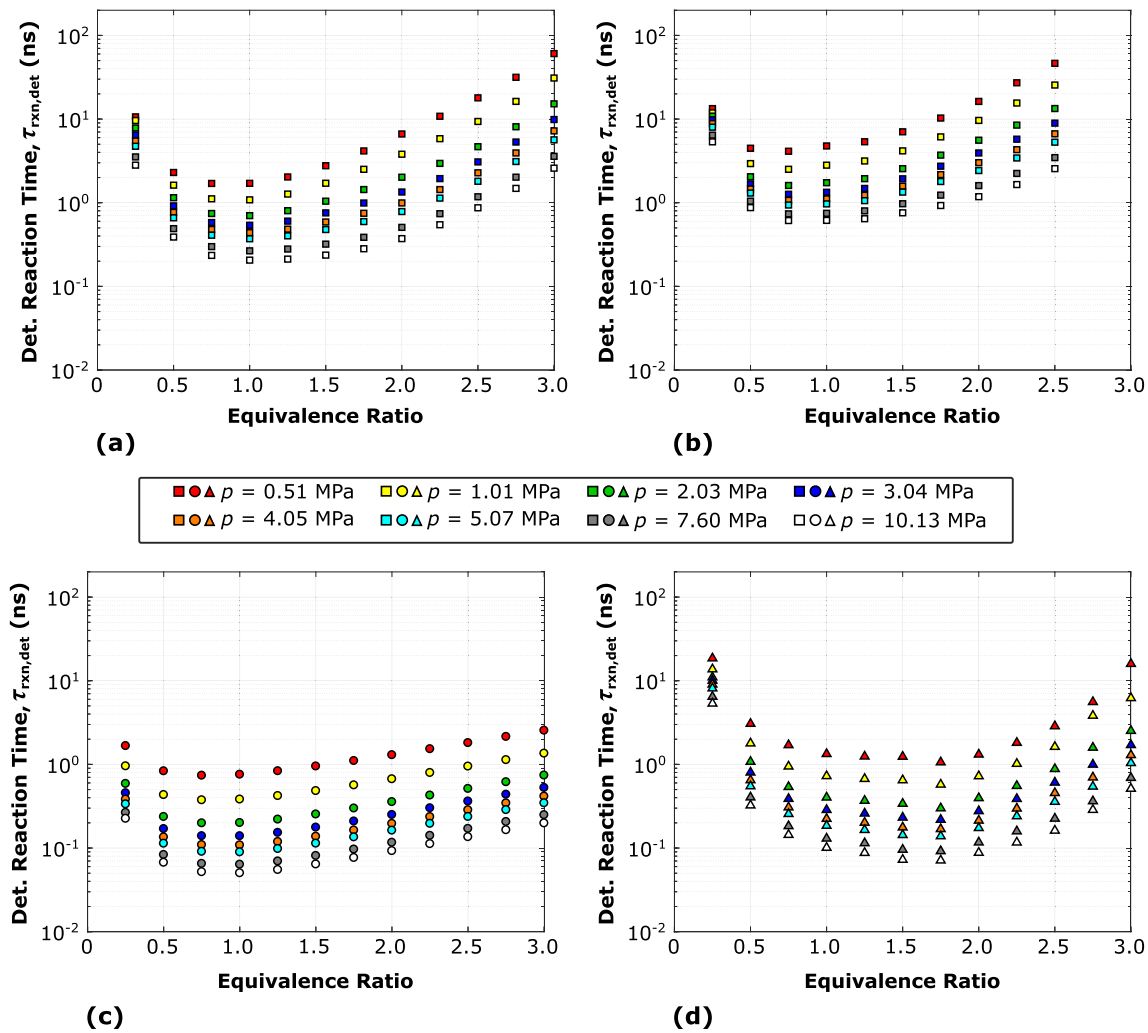 Det. Reaction Time, τrxn,det (ns)
10²
10¹
10⁰
10⁻¹
10⁻²
0 0.5 1.0 1.5 2.0 2.5 3.0
Equivalence Ratio
(a)
Det. Reaction Time, τrxn,det (ns)
10²
10¹
10⁰
10⁻¹
10⁻²
0 0.5 1.0 1.5 2.0 2.5 3.0
Equivalence Ratio
(b)
p = 0.51 MPa p = 1.01 MPa p = 2.03 MPa p = 3.04 MPa
p = 4.05 MPa p = 5.07 MPa p = 7.60 MPa p = 10.13 MPa
Det. Reaction Time, τrxn,det (ns)
10²
10¹
10⁰
10⁻¹
10⁻²
0 0.5 1.0 1.5 2.0 2.5 3.0
Equivalence Ratio
(c)
Det. Reaction Time, τrxn,det (ns)
10²
10¹
10⁰
10⁻¹
10⁻²
0 0.5 1.0 1.5 2.0 2.5 3.0
Equivalence Ratio
(d)